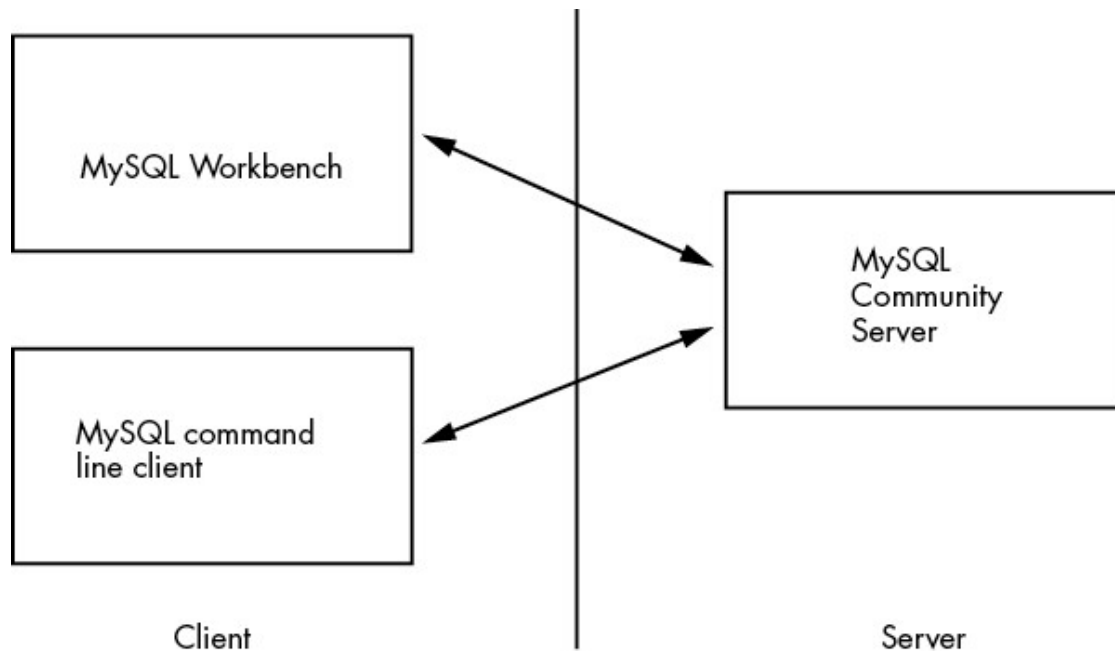 MySQL Workbench
MySQL
Community
Server
MySQL command
line client
Client
Server